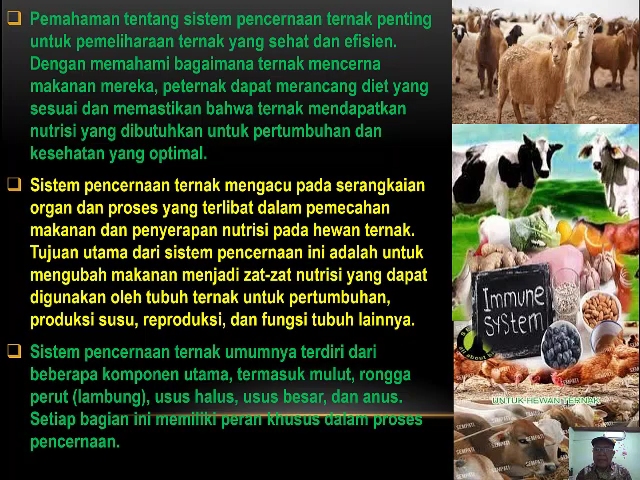 Pemahaman tentang sistem pencernaan ternak penting
untuk pemeliharaan ternak yang sehat dan efisien.
Dengan memahami bagaimana ternak mencerna
makanan mereka, peternak dapat merancang diet yang
sesuai dan memastikan bahwa ternak mendapatkan
nutrisi yang dibutuhkan untuk pertumbuhan dan
kesehatan yang optimal.
Sistem pencernaan ternak mengacu pada serangkaian
organ dan proses yang terlibat dalam pemecahan
makanan dan penyerapan nutrisi pada hewan ternak.
Tujuan utama dari sistem pencernaan ini adalah untuk
mengubah makanan menjadi zat-zat nutrisi yang dapat
digunakan oleh tubuh ternak untuk pertumbuhan,
produksi susu, reproduksi, dan fungsi tubuh lainnya.
Sistem pencernaan ternak umumnya terdiri dari
beberapa komponen utama, termasuk mulut, rongga
perut (lambung), usus halus, usus besar, dan anus.
Setiap bagian ini memiliki peran khusus dalam proses
pencernaan.
Immune
System
UNTUK HEWAN TERNAK
SEMPATI
SEMPATI
SEMPATI
SEMPATI